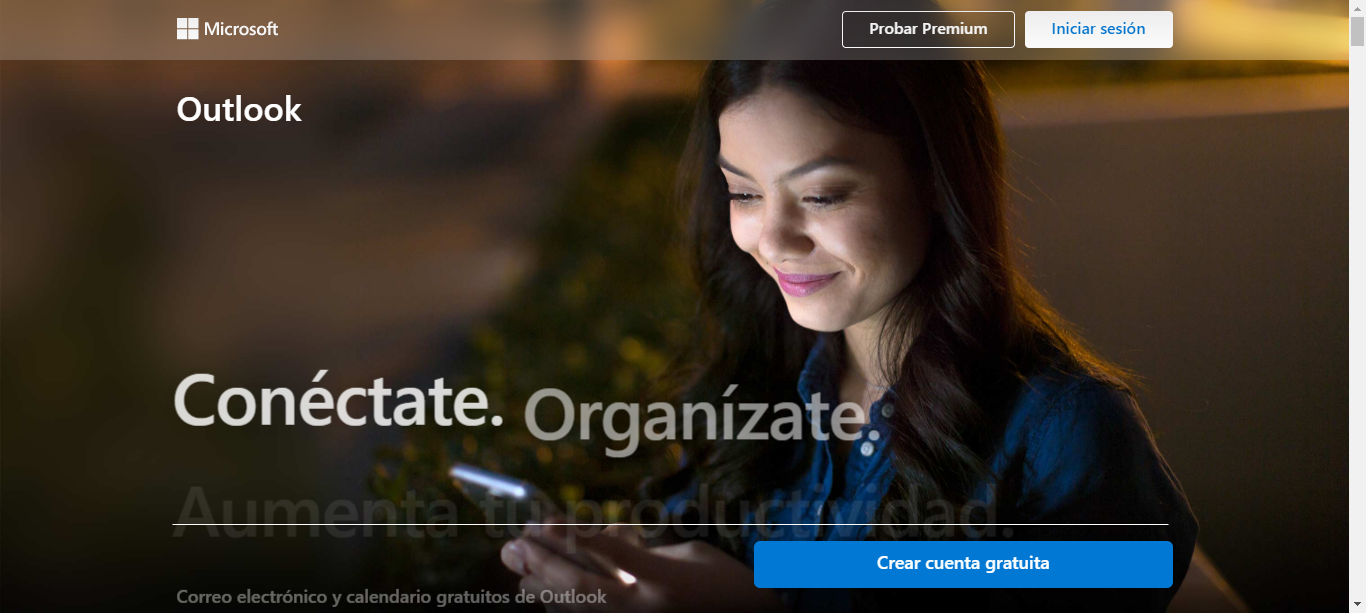 Microsoft
Probar Premium
Iniciar sesión
Outlook
Conéctate. Organízate.
Aumenta tu productividad.
Crear cuenta gratuita
Correo electrónico y calendario gratuitos de Outlook